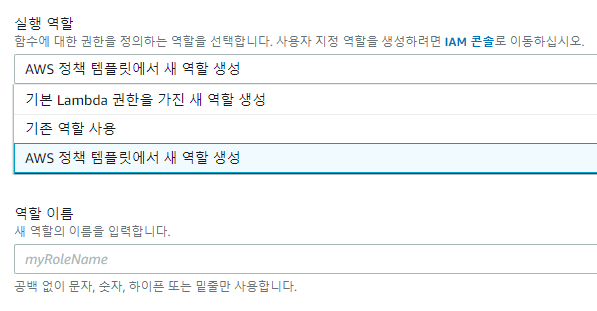 실행 역할
함수에 대한 권한을 정의하는 역할을 선택합니다. 사용자 지정 역할을 생성하려면 IAM 콘솔로 이동하십시오.
AWS 정책 템플릿에서 새 역할 생성
기본 Lambda 권한을 가진 새 역할 생성
기존 역할 사용
AWS 정책 템플릿에서 새 역할 생성
역할 이름
새 역할의 이름을 입력합니다.
myRoleName
공백 없이 문자, 숫자, 하이픈 또는 밑줄만 사용합니다.